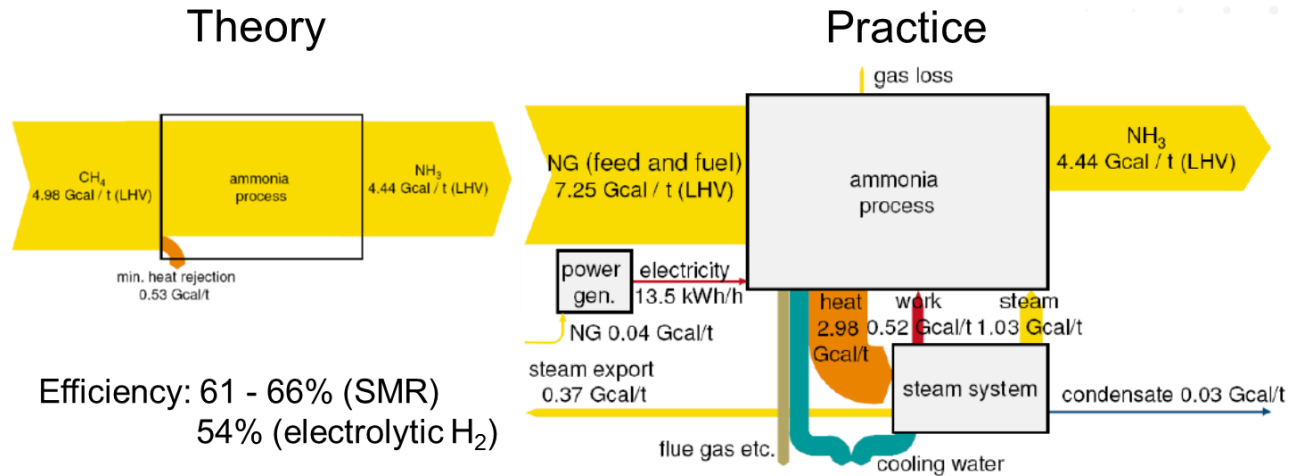 Theory
CH₄
4.98 Gcal / t (LHV)
ammonia
process
NH₃
4.44 Gcal / t (LHV)
min. heat rejection
0.53 Gcal/t
Efficiency: 61 - 66% (SMR)
54% (electrolytic H₂)
Practice
gas loss
NG (feed and fuel)
7.25 Gcal / t (LHV)
ammonia
process
NH₃
4.44 Gcal / t (LHV)
power
gen.
electricity
13.5 kWh/h
NG 0.04 Gcal/t
heat
2.98
Gcal/t
work
0.52 Gcal/t
steam
1.03 Gcal/t
steam export
0.37 Gcal/t
steam system
condensate 0.03 Gcal/t
flue gas etc.
cooling water